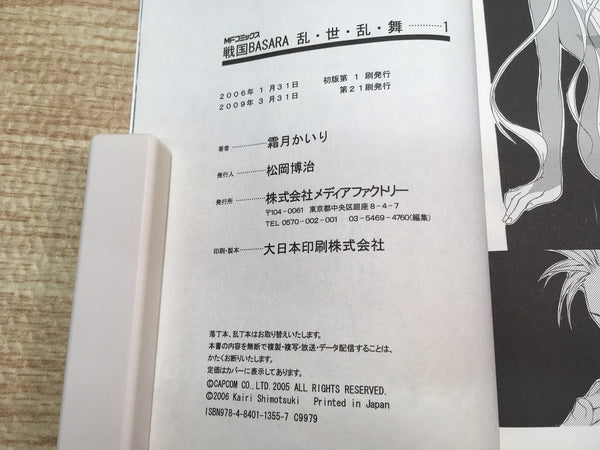 MFコミックス
戦国BASARA 乱・世・乱・舞 …………1
2006年 1月31日 初版第 1 刷発行
2009年 3月31日 第21刷発行
著者…………霜月かいり
発行人…………松岡博治
発行所…………株式会社メディアファクトリー
〒104-0061 東京都中央区銀座8-4-7
TEL 0570-002-001 03-5469-4760(編集)
印刷・製本…………大日本印刷株式会社
落丁本、乱丁本はお取り替えいたします。
本書の内容を無断で複製・複写・放送・データ配信することは、
かたくお断りいたします。
定価はカバーに表示してあります。
©CAPCOM CO., LTD. 2005 ALL RIGHTS RESERVED.
©2006 Kairi Shimotsuki Printed in Japan
ISBN978-4-8401-1355-7 C9979